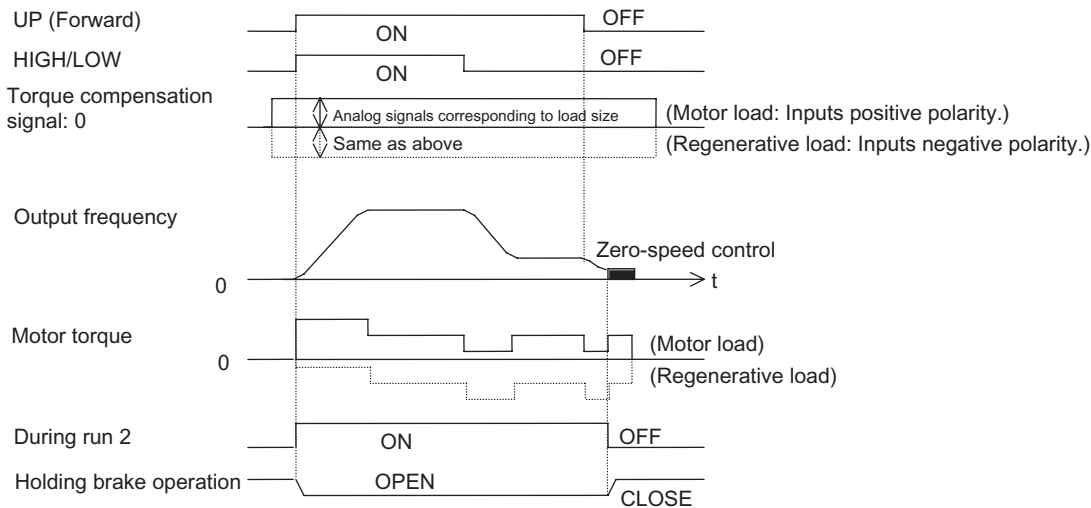 UP (Forward)
ON
OFF
HIGH/LOW
ON
OFF
Torque compensation
signal: 0
Analog signals corresponding to load size
(Motor load: Inputs positive polarity.)
Same as above
(Regenerative load: Inputs negative polarity.)
Output frequency
Zero-speed control
0
t
Motor torque
0
(Motor load)
(Regenerative load)
During run 2
ON
OFF
Holding brake operation
OPEN
CLOSE